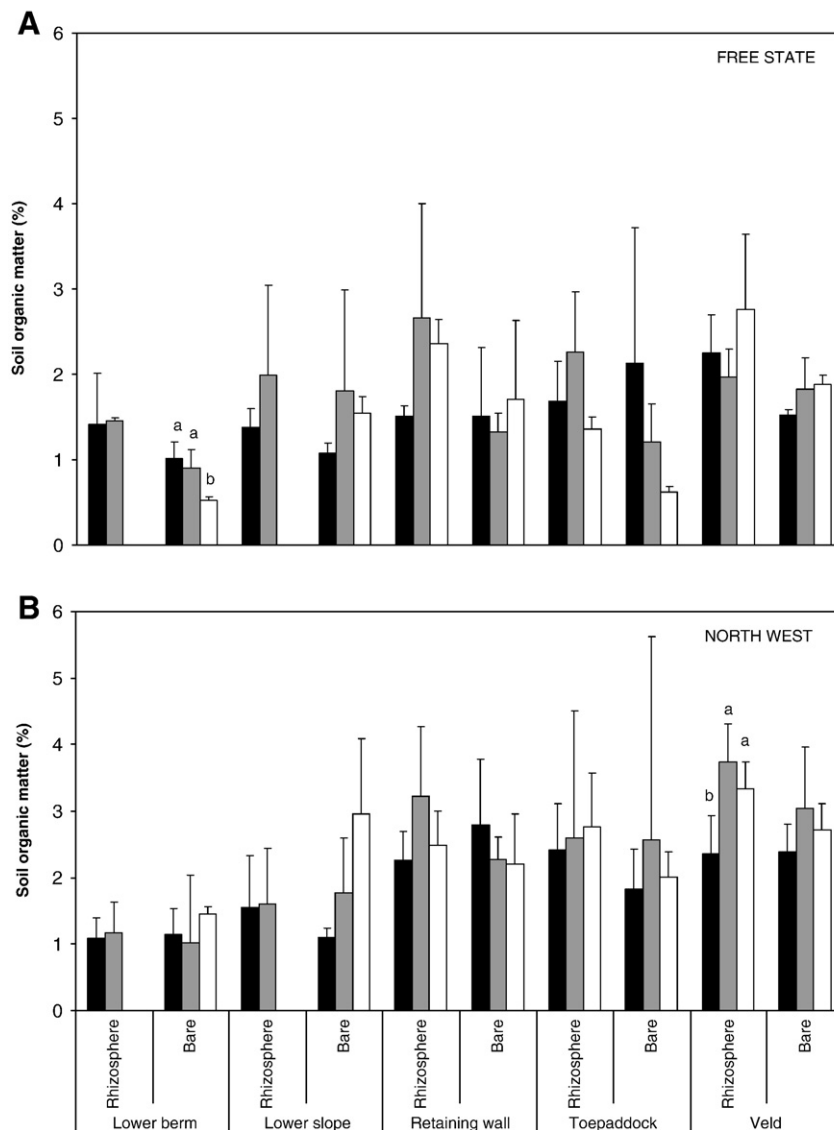 A
FREE STATE
Soil organic matter (%)
6
5
4
3
2
1
0
a
a
b
B
NORTH WEST
Soil organic matter (%)
6
5
4
3
2
1
0
b
a
a
Rhizosphere Bare Rhizosphere Bare Rhizosphere Bare Rhizosphere Bare Rhizosphere Bare
Lower berm Lower slope Retaining wall Toepaddock Veld